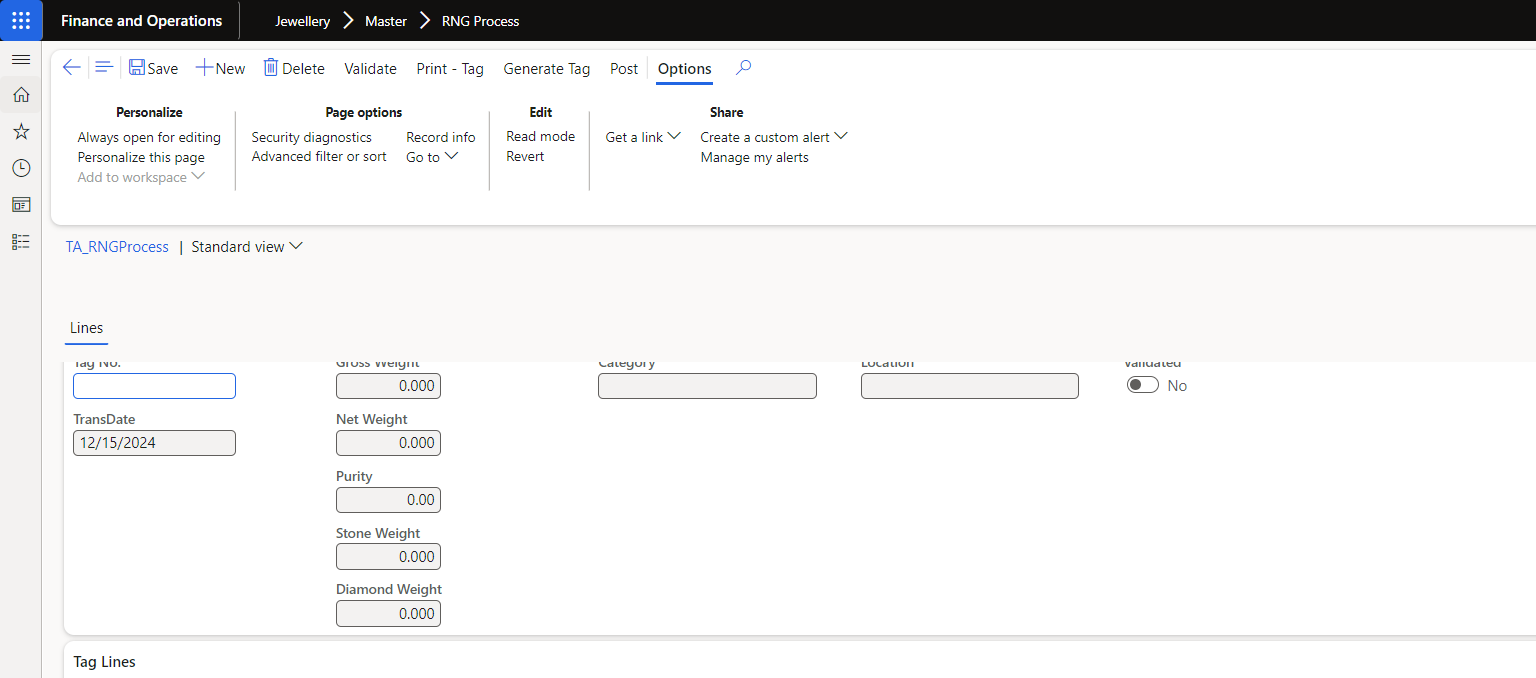 Finance and Operations
Jewellery > Master > RNG Process
Save New Delete Validate Print - Tag Generate Tag Post Options
Personalize
Always open for editing
Personalize this page
Add to workspace
Page options
Security diagnostics
Advanced filter or sort
Record info
Go to
Edit
Read mode
Revert
Share
Get a link
Create a custom alert
Manage my alerts
TA_RNGProcess | Standard view
Lines
Tag No. Gross Weight Category Location Validated
0.000 No
TransDate Net Weight
12/15/2024 0.000
Purity
0.00
Stone Weight
0.000
Diamond Weight
0.000
Tag Lines